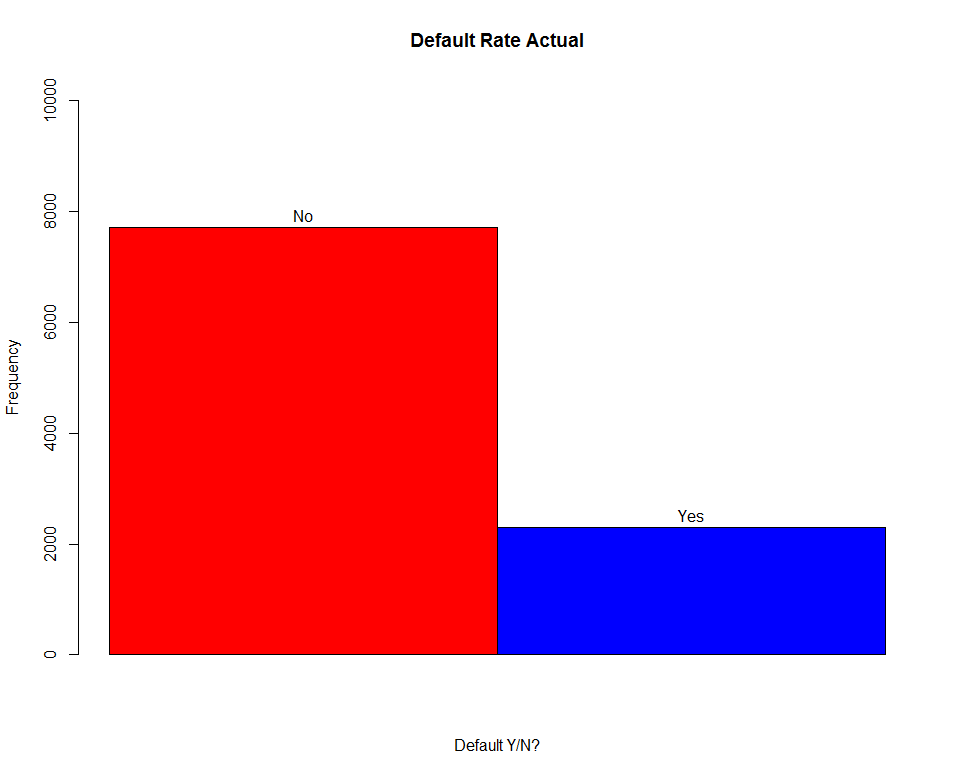 Default Rate Actual
10000
8000
6000
4000
2000
0
Frequency
No
Yes
Default Y/N?